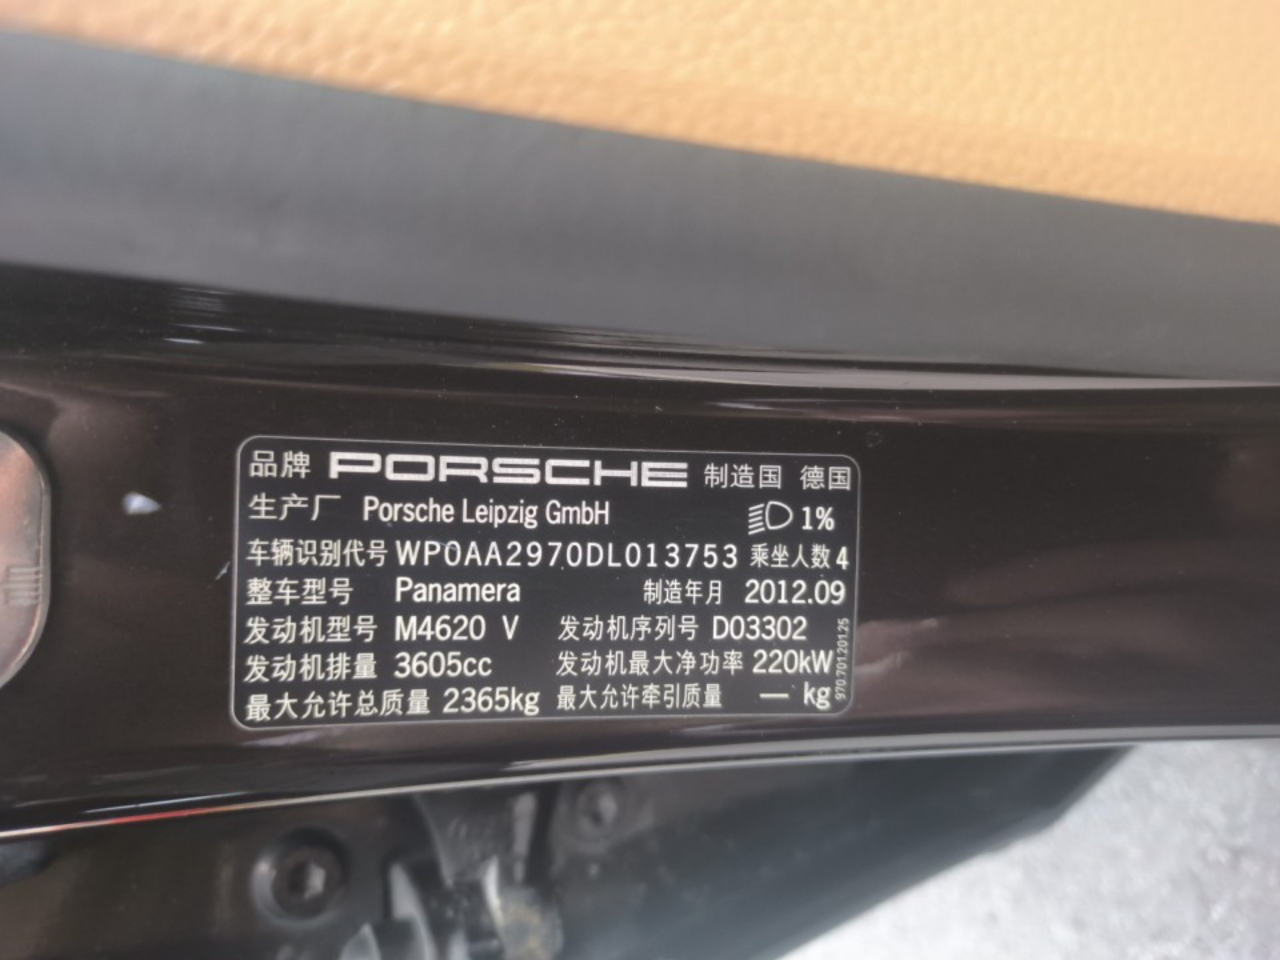 品牌 PORSCHE 制造国 德国
生产厂 Porsche Leipzig GmbH 1%
车辆识别代号 WP0AA2970DL013753 乘坐人数 4
整车型号 Panamera 制造年月 2012.09
发动机型号 M4620 V 发动机序列号 D03302
发动机排量 3605cc 发动机最大净功率 220kW
最大允许总质量 2365kg 最大允许牵引质量 — kg
970.701.201.25